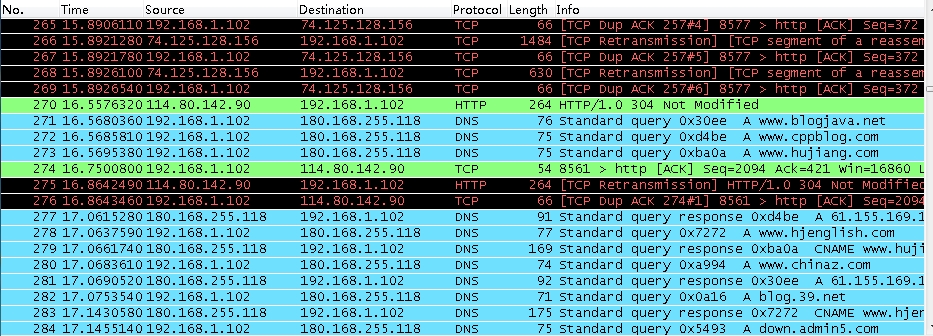 No. Time Source Destination Protocol Length Info
265 15.8906110 192.168.1.102 74.125.128.156 TCP 66 [TCP Dup ACK 257#4] 8577 > http [ACK] Seq=372
266 15.8921280 74.125.128.156 192.168.1.102 TCP 1484 [TCP Retransmission] [TCP segment of a reassem
267 15.8921780 192.168.1.102 74.125.128.156 TCP 66 [TCP Dup ACK 257#5] 8577 > http [ACK] Seq=372
268 15.8926100 74.125.128.156 192.168.1.102 TCP 630 [TCP Retransmission] [TCP segment of a reassem
269 15.8926540 192.168.1.102 74.125.128.156 TCP 66 [TCP Dup ACK 257#6] 8577 > http [ACK] Seq=372
270 16.5576320 114.80.142.90 192.168.1.102 HTTP 264 HTTP/1.0 304 Not Modified
271 16.5680360 192.168.1.102 180.168.255.118 DNS 76 Standard query 0x30ee A www.blogjava.net
272 16.5685810 192.168.1.102 180.168.255.118 DNS 75 Standard query 0xd4be A www.cppblog.com
273 16.5695380 192.168.1.102 180.168.255.118 DNS 75 Standard query 0xba0a A www.hujiang.com
274 16.7500800 192.168.1.102 114.80.142.90 TCP 54 8561 > http [ACK] Seq=2094 Ack=421 Win=16860 L
275 16.8642490 114.80.142.90 192.168.1.102 HTTP 264 [TCP Retransmission] HTTP/1.0 304 Not Modified
276 16.8643460 192.168.1.102 114.80.142.90 TCP 66 [TCP Dup ACK 274#1] 8561 > http [ACK] Seq=2094
277 17.0615280 180.168.255.118 192.168.1.102 DNS 91 Standard query response 0xd4be A 61.155.169.1
278 17.0637590 192.168.1.102 180.168.255.118 DNS 77 Standard query 0x7272 A www.hjenglish.com
279 17.0661740 180.168.255.118 192.168.1.102 DNS 169 Standard query response 0xba0a CNAME www.huji
280 17.0683610 192.168.1.102 180.168.255.118 DNS 74 Standard query 0xa994 A www.chinaz.com
281 17.0690520 180.168.255.118 192.168.1.102 DNS 92 Standard query response 0x30ee A 61.155.169.1
282 17.0753540 192.168.1.102 180.168.255.118 DNS 71 Standard query 0x0a16 A blog.39.net
283 17.1430580 180.168.255.118 192.168.1.102 DNS 175 Standard query response 0x7272 CNAME www.hjen
284 17.1455140 192.168.1.102 180.168.255.118 DNS 75 Standard query 0x5493 A down.admin5.com